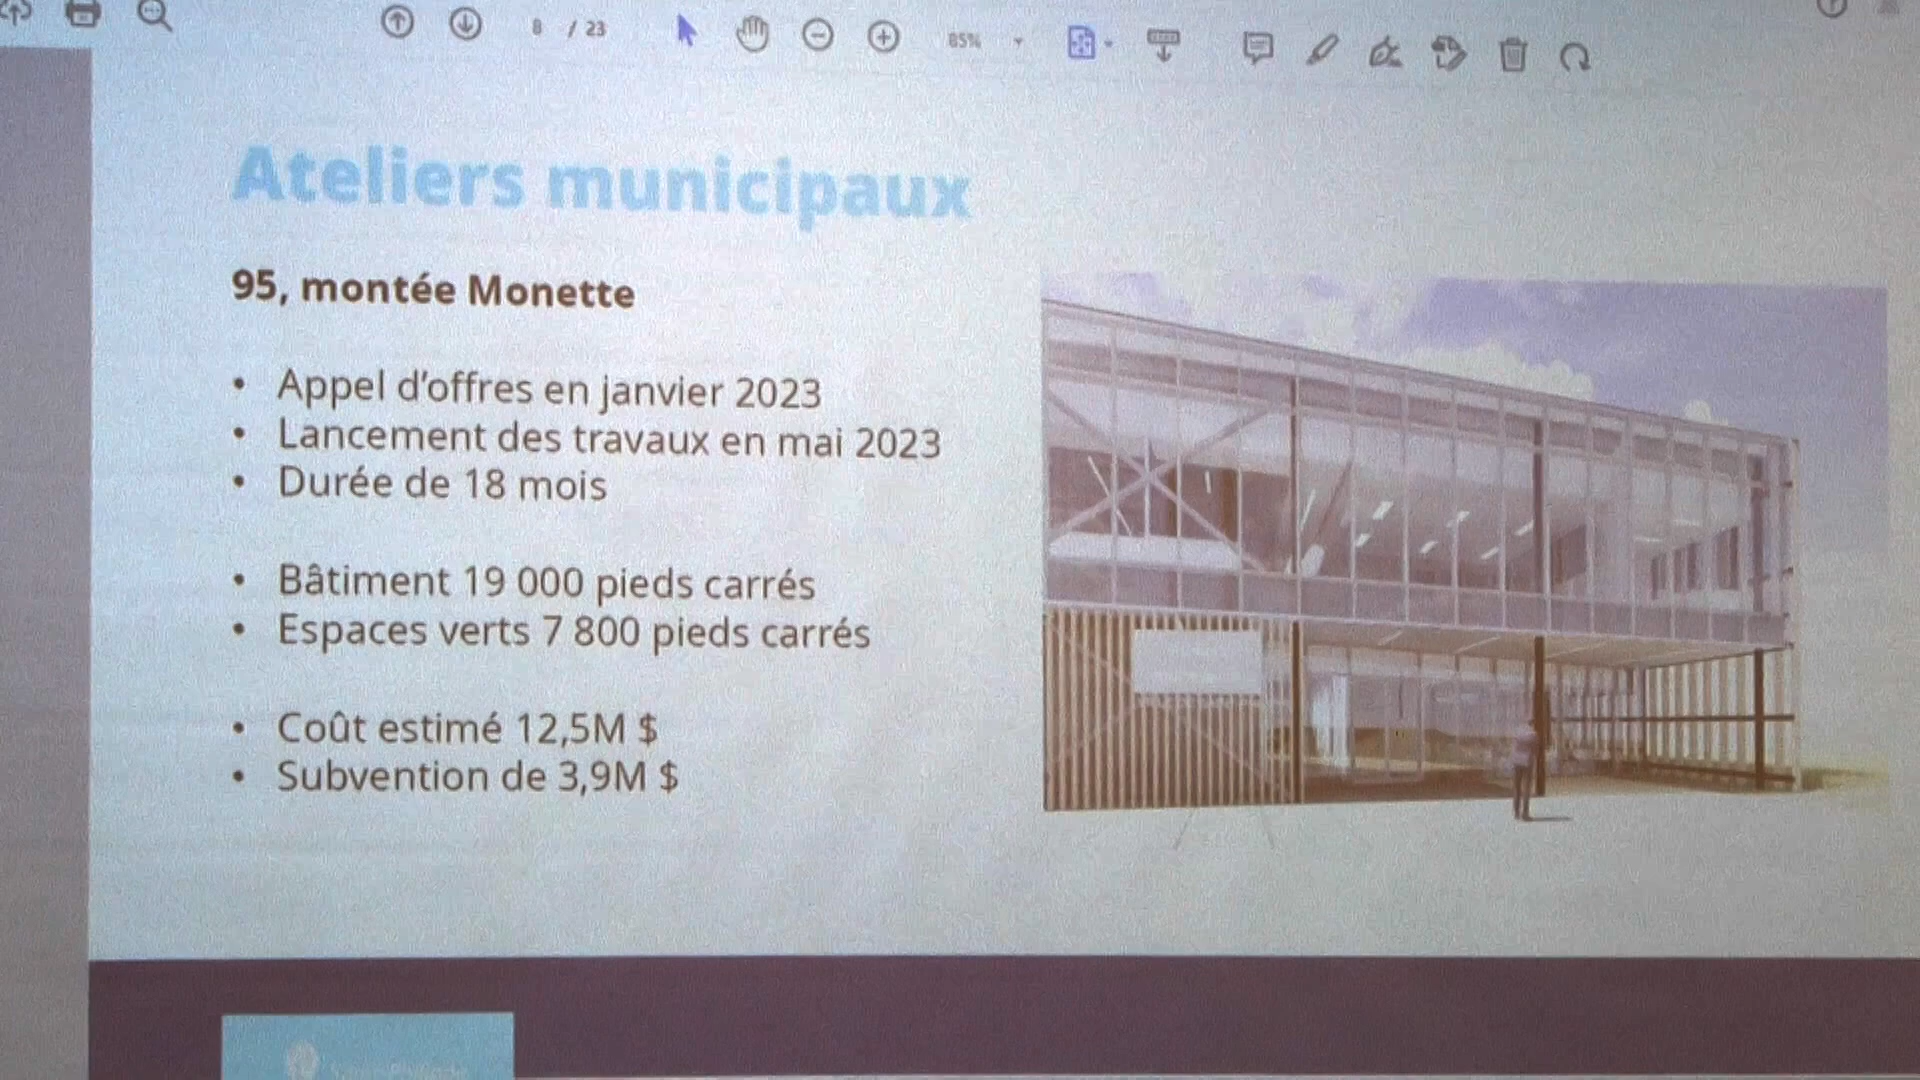 8 / 23
85%
Ateliers municipaux
95, montée Monette
• Appel d'offres en janvier 2023
• Lancement des travaux en mai 2023
• Durée de 18 mois
• Bâtiment 19 000 pieds carrés
• Espaces verts 7 800 pieds carrés
• Coût estimé 12,5M $
• Subvention de 3,9M $